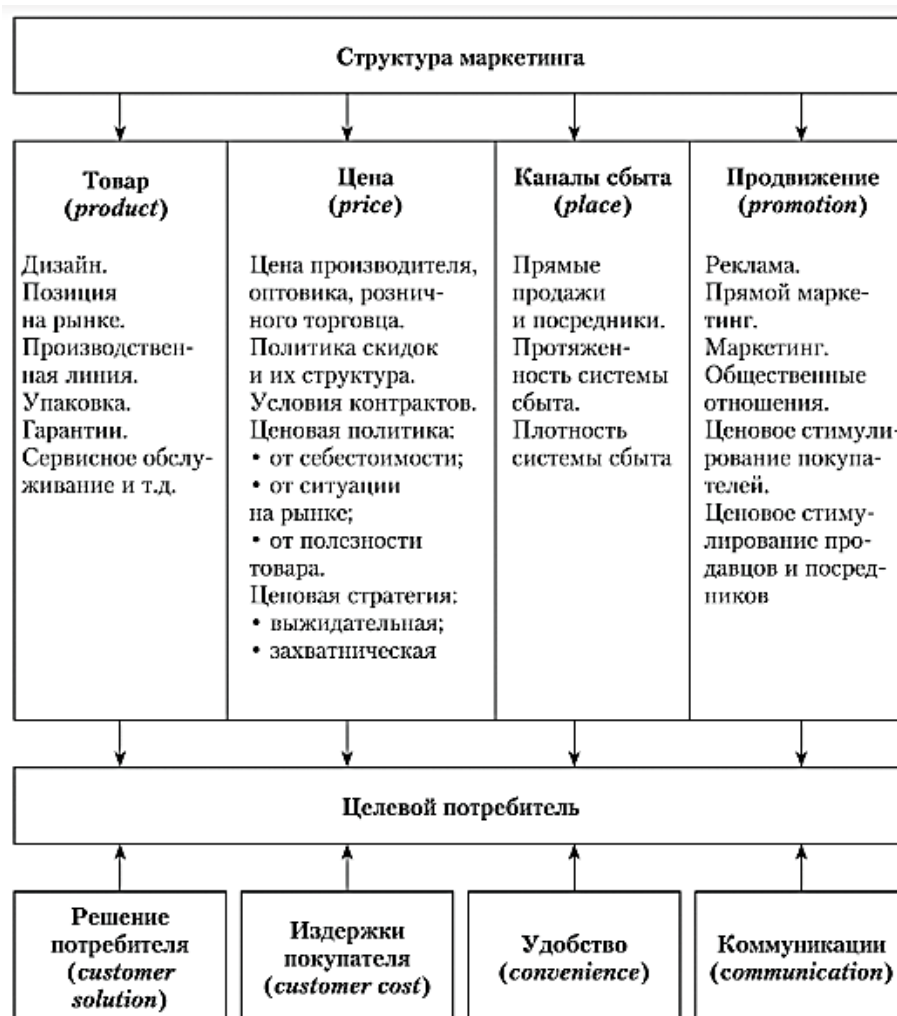 Структура маркетинга
Товар
(product)
Дизайн.
Позиция
на рынке.
Производствен-
ная линия.
Упаковка.
Гарантии.
Сервисное обслу-
живание и т.д.
Цена
(price)
Цена производителя,
оптовика, рознич-
ного торговца.
Политика скидок
и их структура.
Условия контрактов.
Ценовая политика:
• от себестоимости;
• от ситуации
на рынке;
• от полезности
товара.
Ценовая стратегия:
• выжидательная;
• захватническая
Каналы сбыта
(place)
Прямые
продажи
и посредники.
Протяжен-
ность системы
сбыта.
Плотность
системы сбыта
Продвижение
(promotion)
Реклама.
Прямой марке-
тинг.
Маркетинг.
Общественные
отношения.
Ценовое стимули-
рование покупа-
телей.
Ценовое стиму-
лирование про-
давцов и посред-
ников
Целевой потребитель
Решение
потребителя
(customer
solution)
Издержки
покупателя
(customer cost)
Удобство
(convenience)
Коммуникации
(communication)